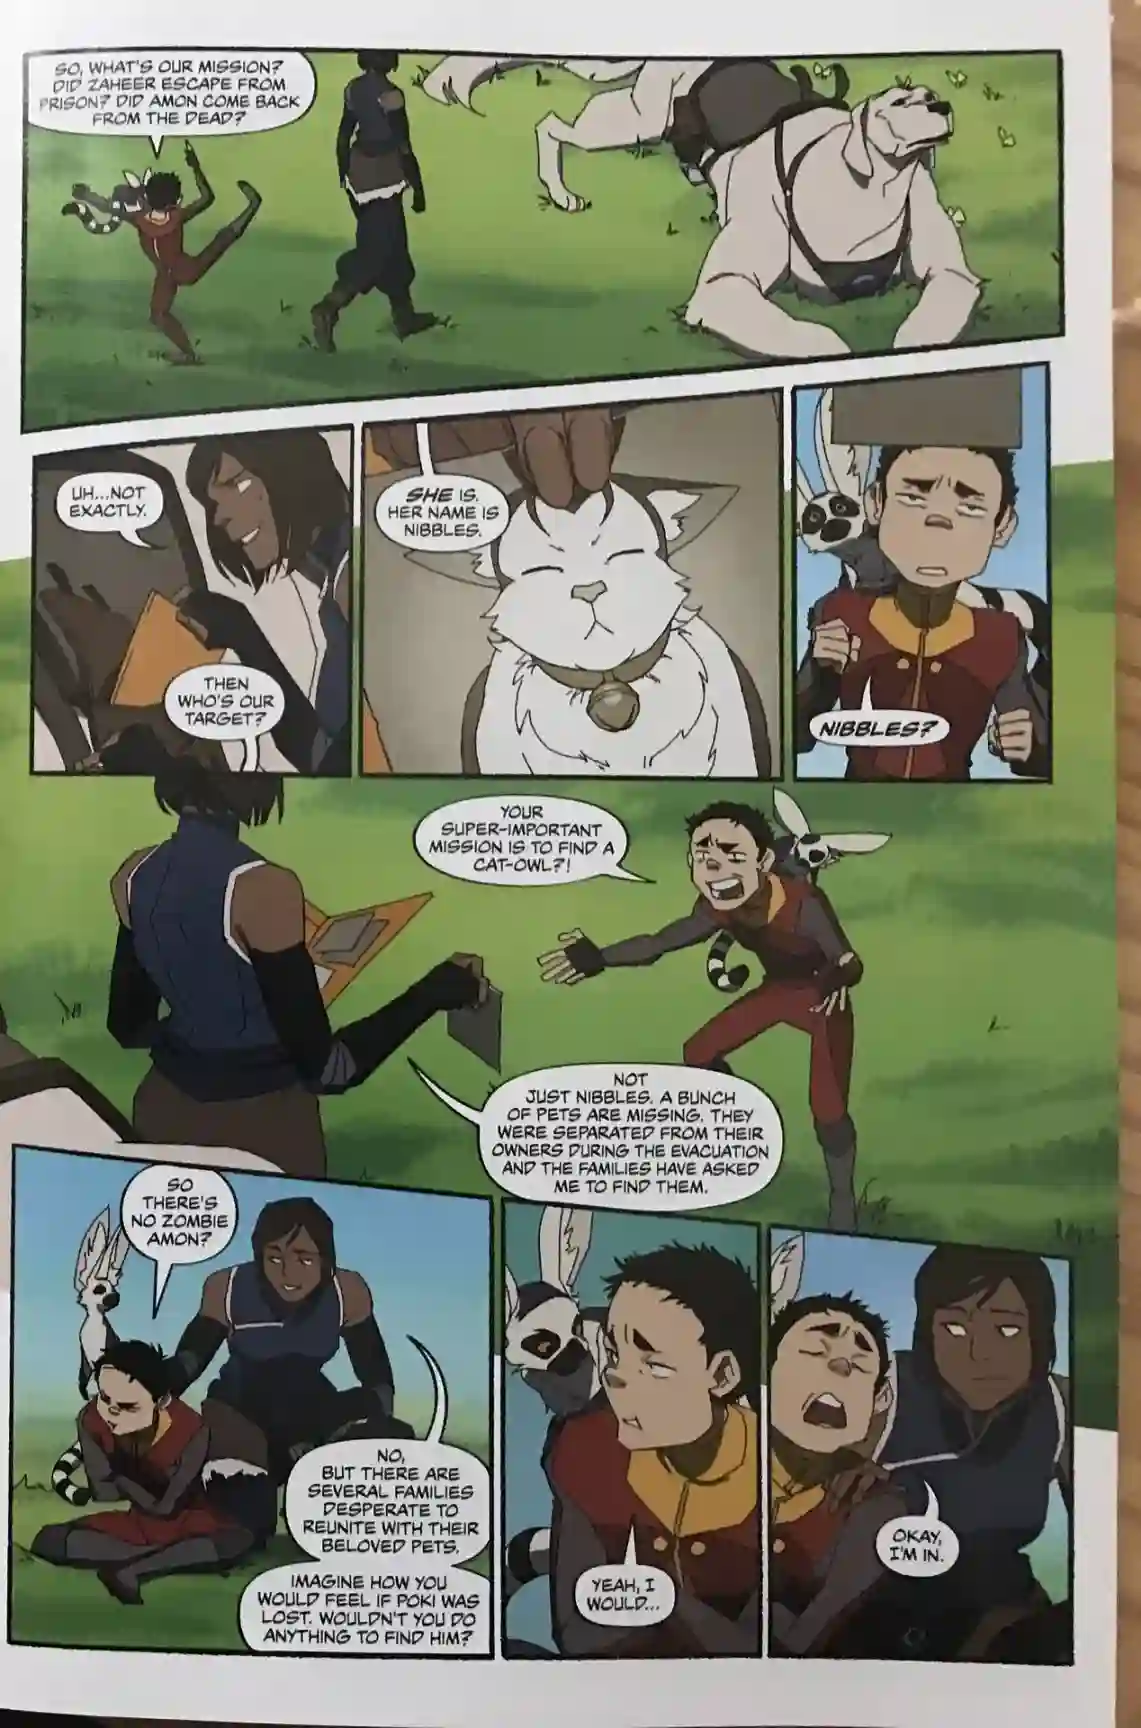 SO, WHAT'S OUR MISSION?
DID ZAHEER ESCAPE FROM
PRISON? DID AMON COME BACK
FROM THE DEAD?
UH...NOT
EXACTLY.
THEN
WHO'S OUR
TARGET?
SHE IS.
HER NAME IS
NIBBLES.
NIBBLES?
YOUR
SUPER-IMPORTANT
MISSION IS TO FIND A
CAT-OWL?!
NOT
JUST NIBBLES. A BUNCH
OF PETS ARE MISSING. THEY
WERE SEPARATED FROM THEIR
OWNERS DURING THE EVACUATION
AND THE FAMILIES HAVE ASKED
ME TO FIND THEM.
SO
THERE'S
NO ZOMBIE
AMON?
NO,
BUT THERE ARE
SEVERAL FAMILIES
DESPERATE TO
REUNITE WITH THEIR
BELOVED PETS.
IMAGINE HOW YOU
WOULD FEEL IF POKI WAS
LOST. WOULDN'T YOU DO
ANYTHING TO FIND HIM?
YEAH, I
WOULD...
OKAY,
I'M IN.